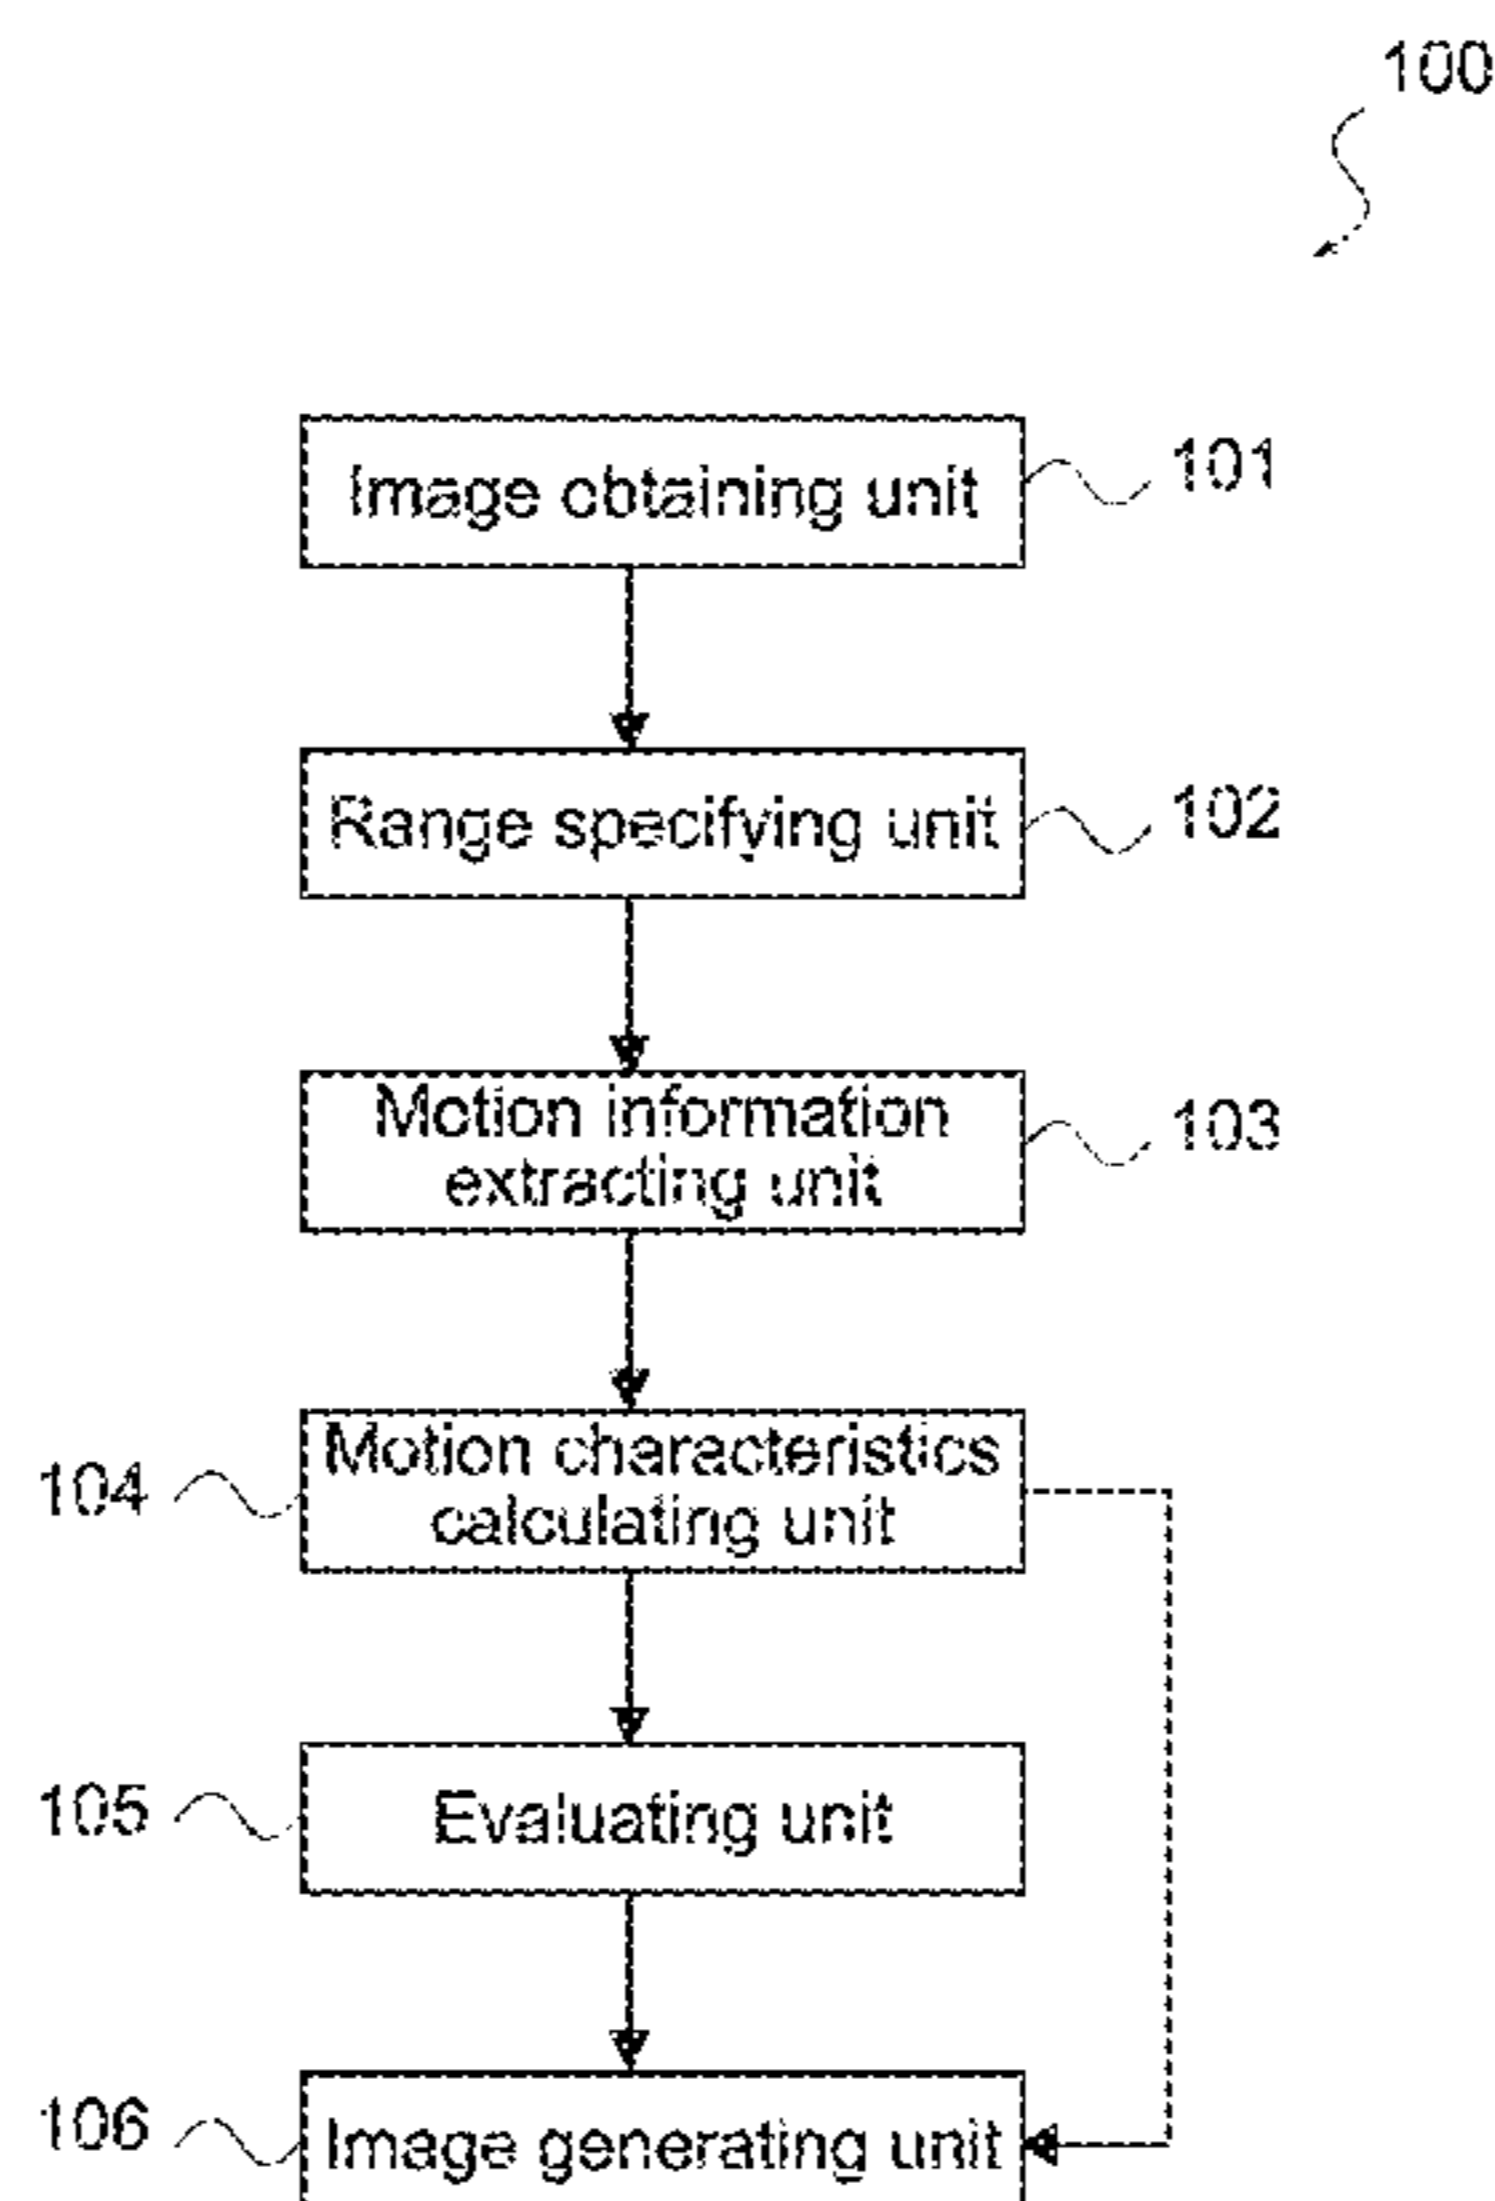 100
Image obtaining unit
101
Range specifying unit
102
Motion information
extracting unit
103
104
Motion characteristics
calculating unit
105
Evaluating unit
106
Image generating unit